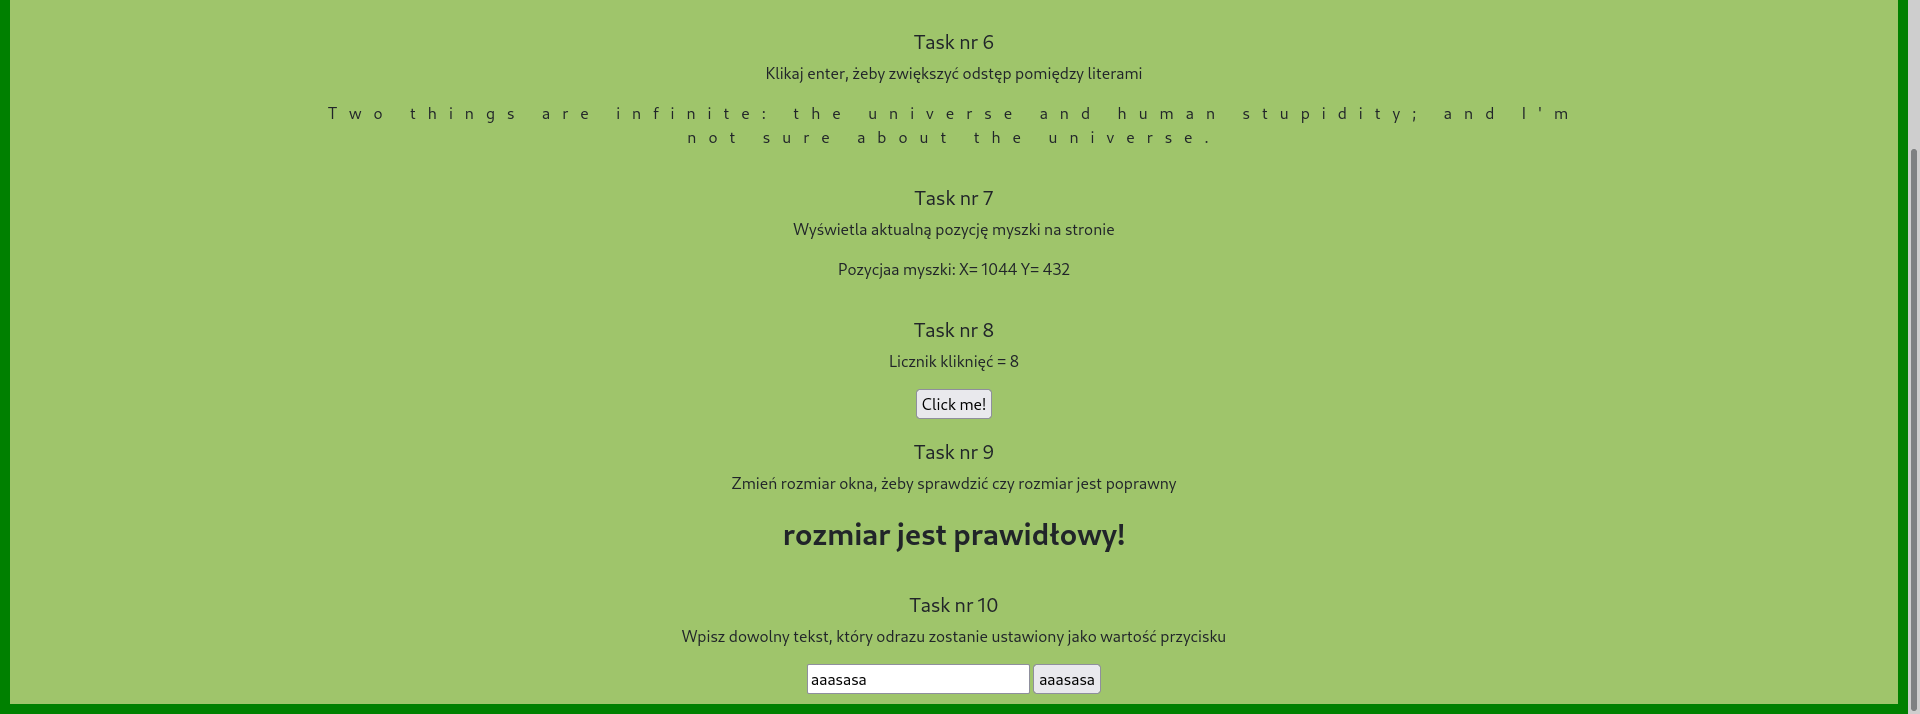 Task nr 6
Klikaj enter, żeby zwiększyć odstęp pomiędzy literami
Two things are infinite: the universe and human stupidity; and I'm
not sure about the universe.
Task nr 7
Wyświetla aktualną pozycję myszki na stronie
Pozycjaa myszki: X= 1044 Y= 432
Task nr 8
Licznik kliknięć = 8
Click me!
Task nr 9
Zmień rozmiar okna, żeby sprawdzić czy rozmiar jest poprawny
rozmiar jest prawidłowy!
Task nr 10
Wpisz dowolny tekst, który odrazu zostanie ustawiony jako wartość przycisku
aaasasa aaasasa